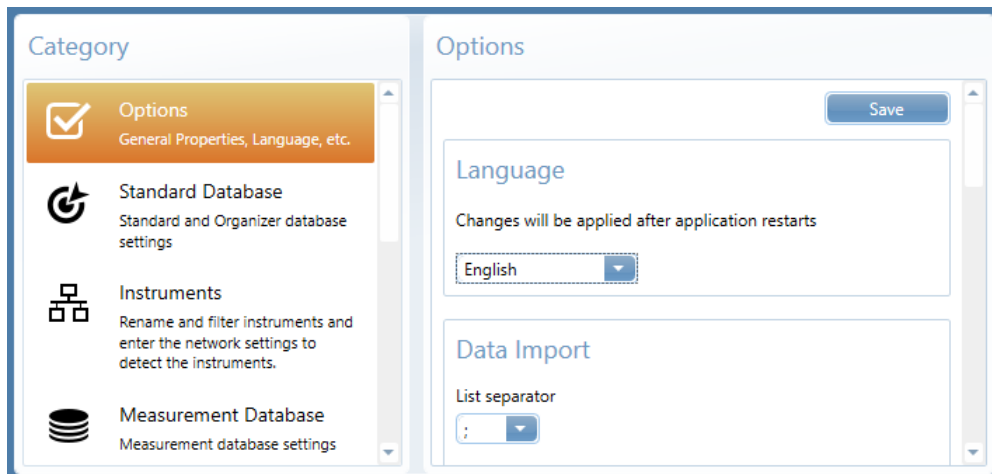 Category
Options
General Properties, Language, etc.
Standard Database
Standard and Organizer database
settings
Instruments
Rename and filter instruments and
enter the network settings to
detect the instruments.
Measurement Database
Measurement database settings
Options
Save
Language
Changes will be applied after application restarts
English
Data Import
List separator
;